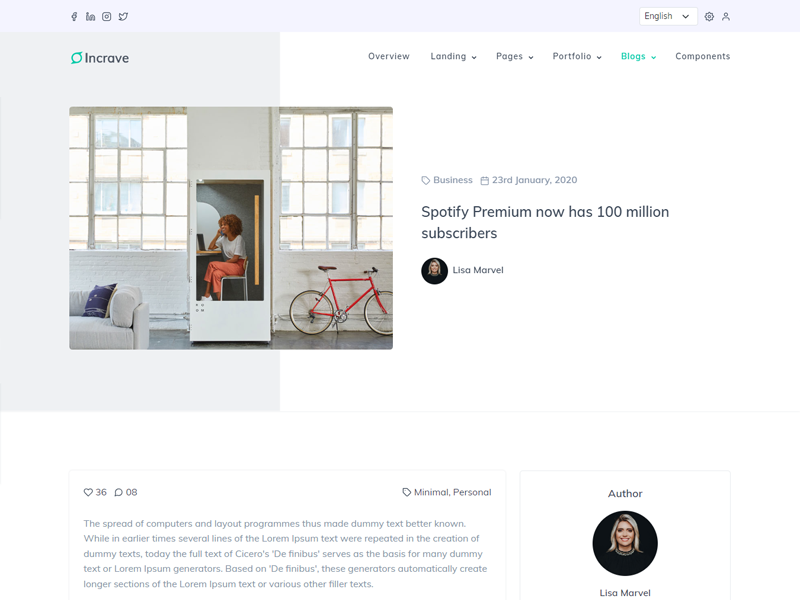 English
Incrave
Overview Landing Pages Portfolio Blogs Components
Business 23rd January, 2020
Spotify Premium now has 100 million
subscribers
Lisa Marvel
36 08 Minimal, Personal
The spread of computers and layout programmes thus made dummy text better known.
While in earlier times several lines of the Lorem Ipsum text were repeated in the creation of
dummy texts, today the full text of Cicero's 'De finibus' serves as the basis for many dummy
text or Lorem Ipsum generators. Based on 'De finibus', these generators automatically create
longer sections of the Lorem Ipsum text or various other filler texts.
Author
Lisa Marvel